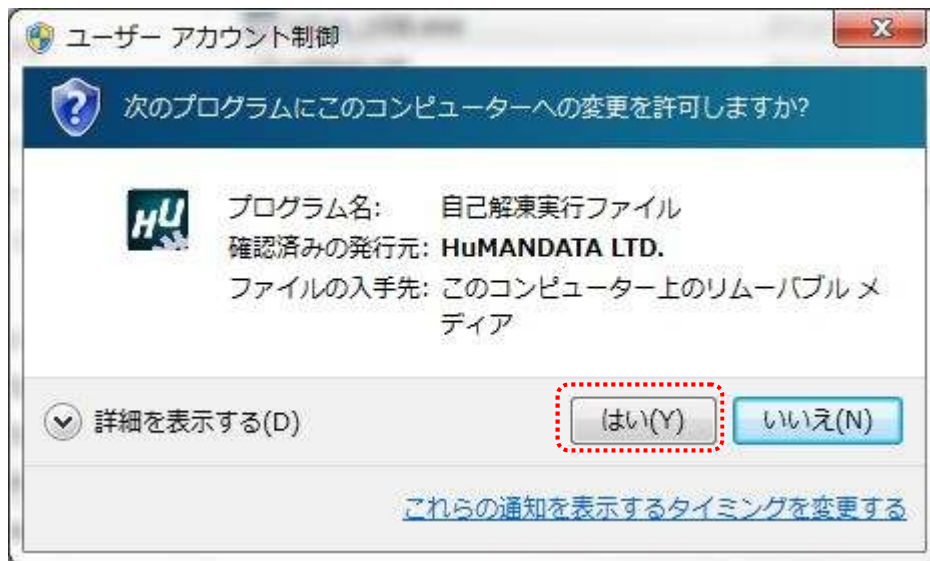 ユーザー アカウント制御
次のプログラムにこのコンピューターへの変更を許可しますか?
HU
プログラム名: 自己解凍実行ファイル
確認済みの発行元: HuMANDATA LTD.
ファイルの入手先: このコンピューター上のリムーバブル メ
ディア
詳細を表示する(D)
はい(Y)
いいえ(N)
これらの通知を表示するタイミングを変更する